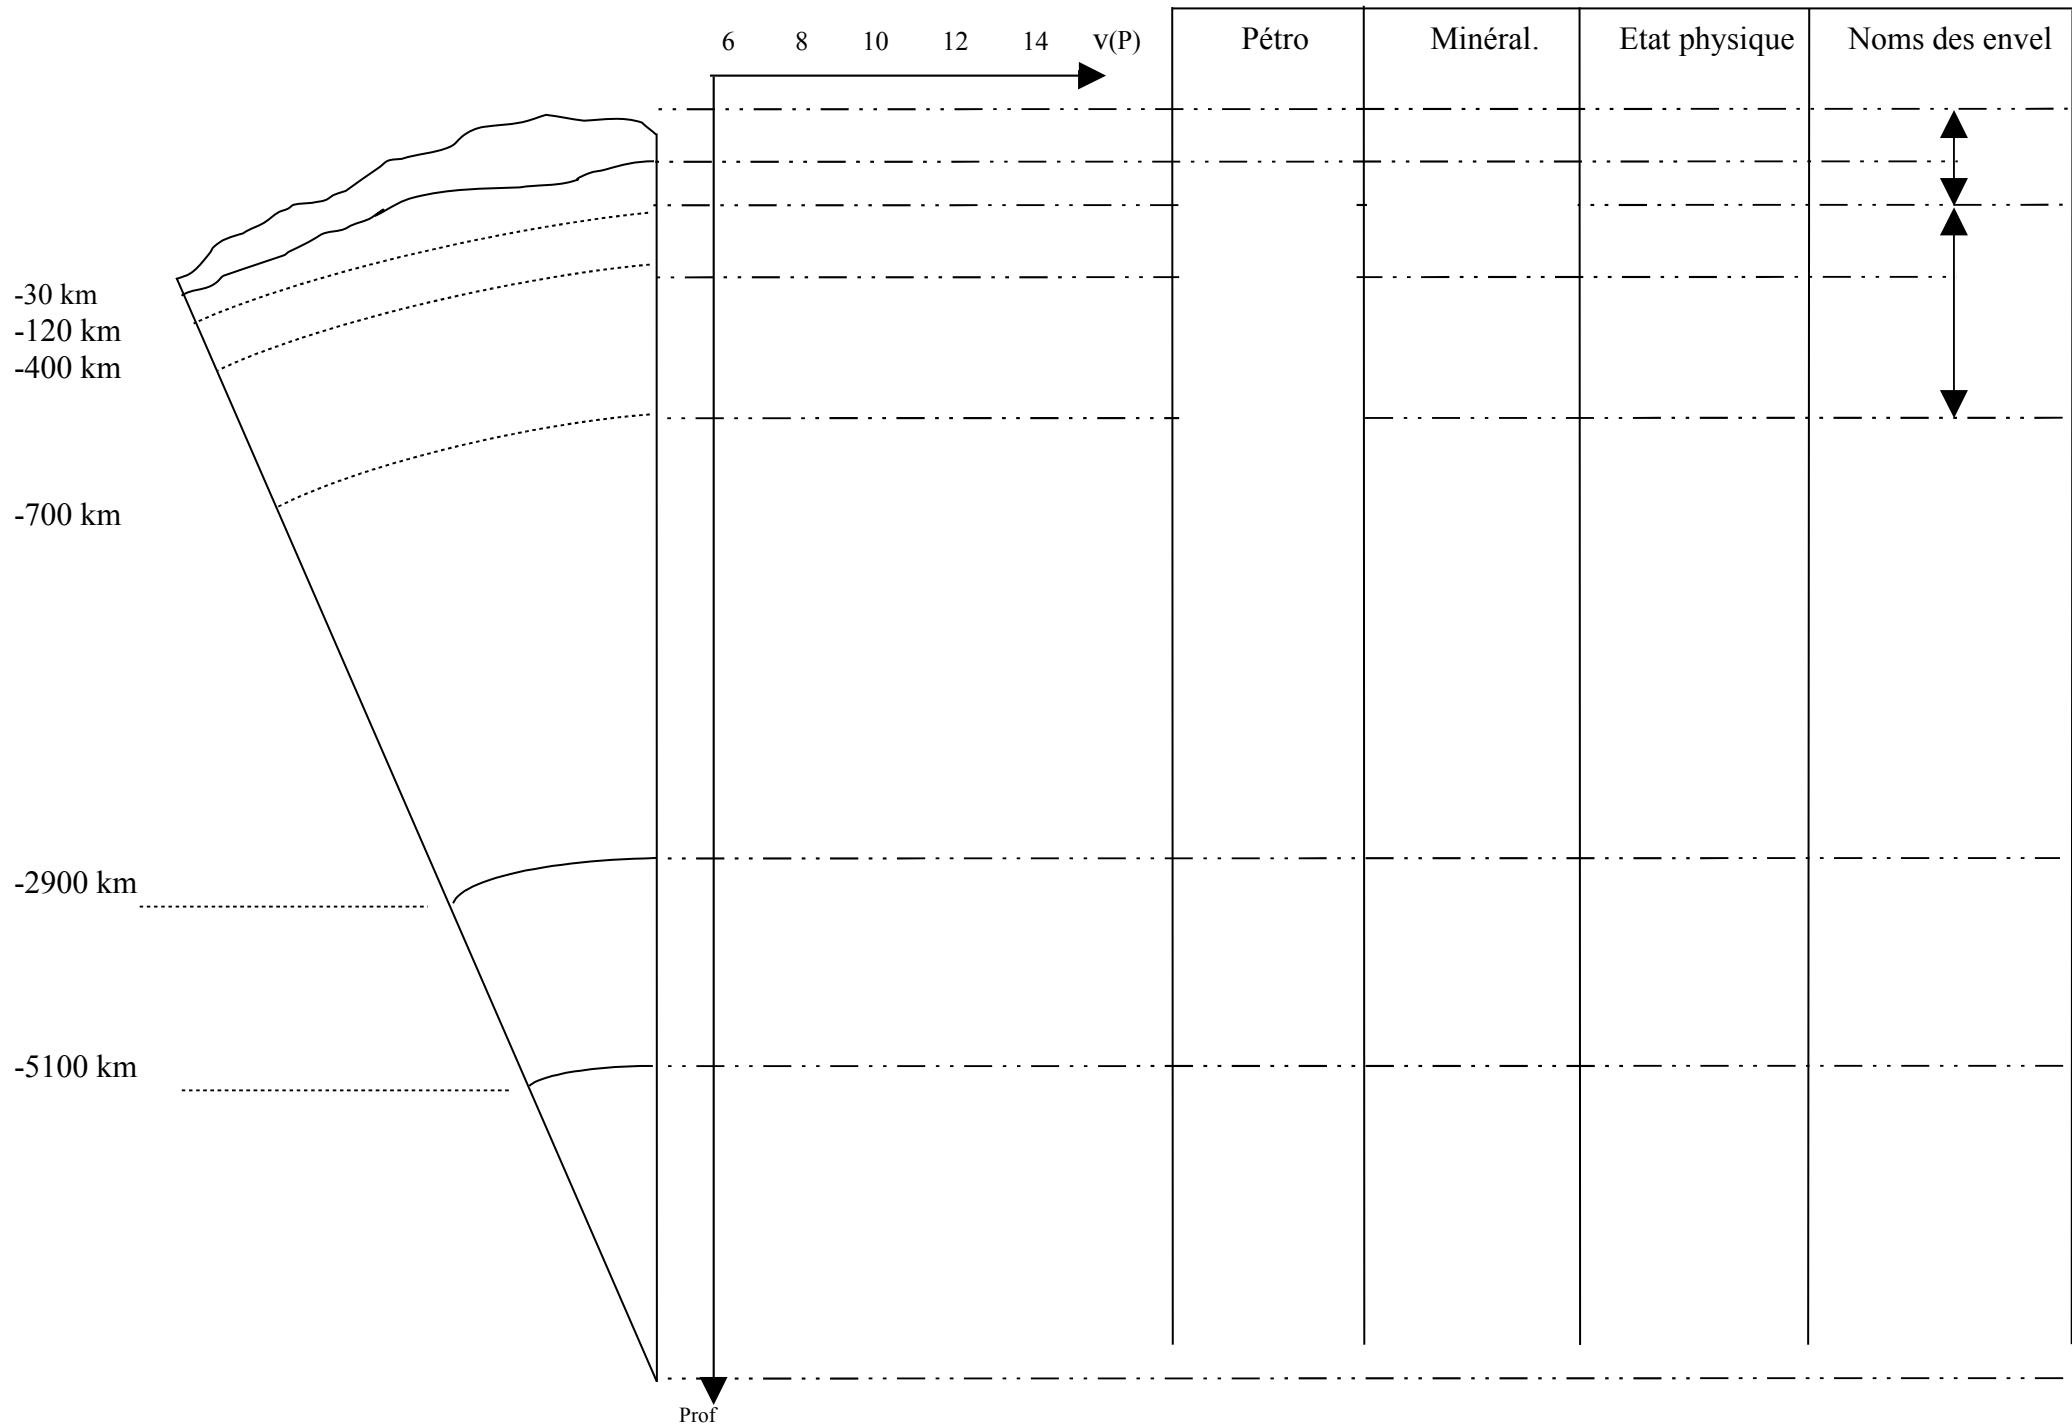 6 8 10 12 14 v(P) Pétro Minéral. Etat physique Noms des envel
-30 km
-120 km
-400 km
-700 km
-2900 km
-5100 km
Prof